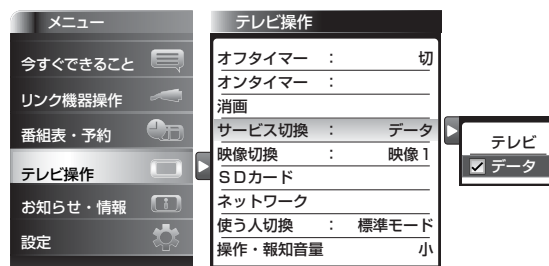 メニュー
今すぐできること
リンク機器操作
番組表・予約
テレビ操作
お知らせ・情報
設定
テレビ操作
オフタイマー : 切
オンタイマー :
消画
サービス切換 : データ
映像切換 : 映像1
SDカード
ネットワーク
使う人切換 : 標準モード
操作・報知音量 小
テレビ
データ